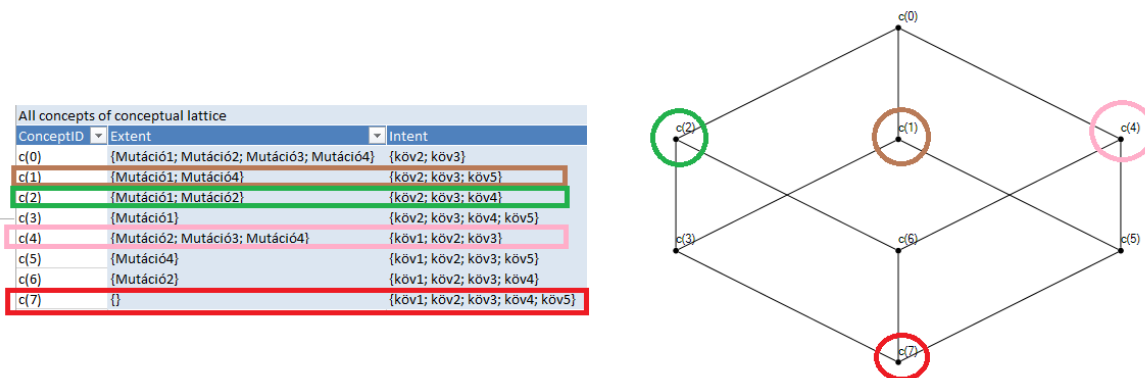 All concepts of conceptual lattice
ConceptID Extent Intent
c(0) {Mutáció1; Mutáció2; Mutáció3; Mutáció4} {köv2; köv3}
c(1) {Mutáció1; Mutáció4} {köv2; köv3; köv5}
c(2) {Mutáció1; Mutáció2} {köv2; köv3; köv4}
c(3) {Mutáció1} {köv2; köv3; köv4; köv5}
c(4) {Mutáció2; Mutáció3; Mutáció4} {köv1; köv2; köv3}
c(5) {Mutáció4} {köv1; köv2; köv3; köv5}
c(6) {Mutáció2} {köv1; köv2; köv3; köv4}
c(7) {} {köv1; köv2; köv3; köv4; köv5}
c(0)
c(2) c(1) c(4)
c(3) c(6) c(5)
c(7)